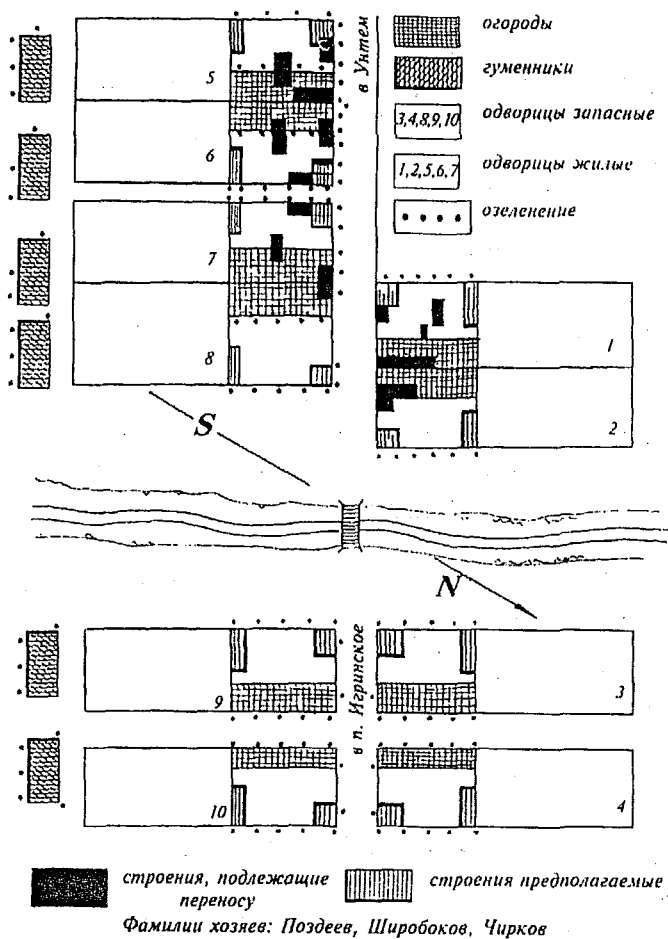 в Унтем
огороды
гуменники
3,4,8,9,10
одворицы запасные
1,2,5,6,7
одворицы жилые
озеленение
5
6
7
8
1
2
S
N
9
3
в п. Игринское
10
4
строения, подлежащие
переносу
строения предполагаемые
Фамилии хозяев: Поздеев, Широбоков, Чирков